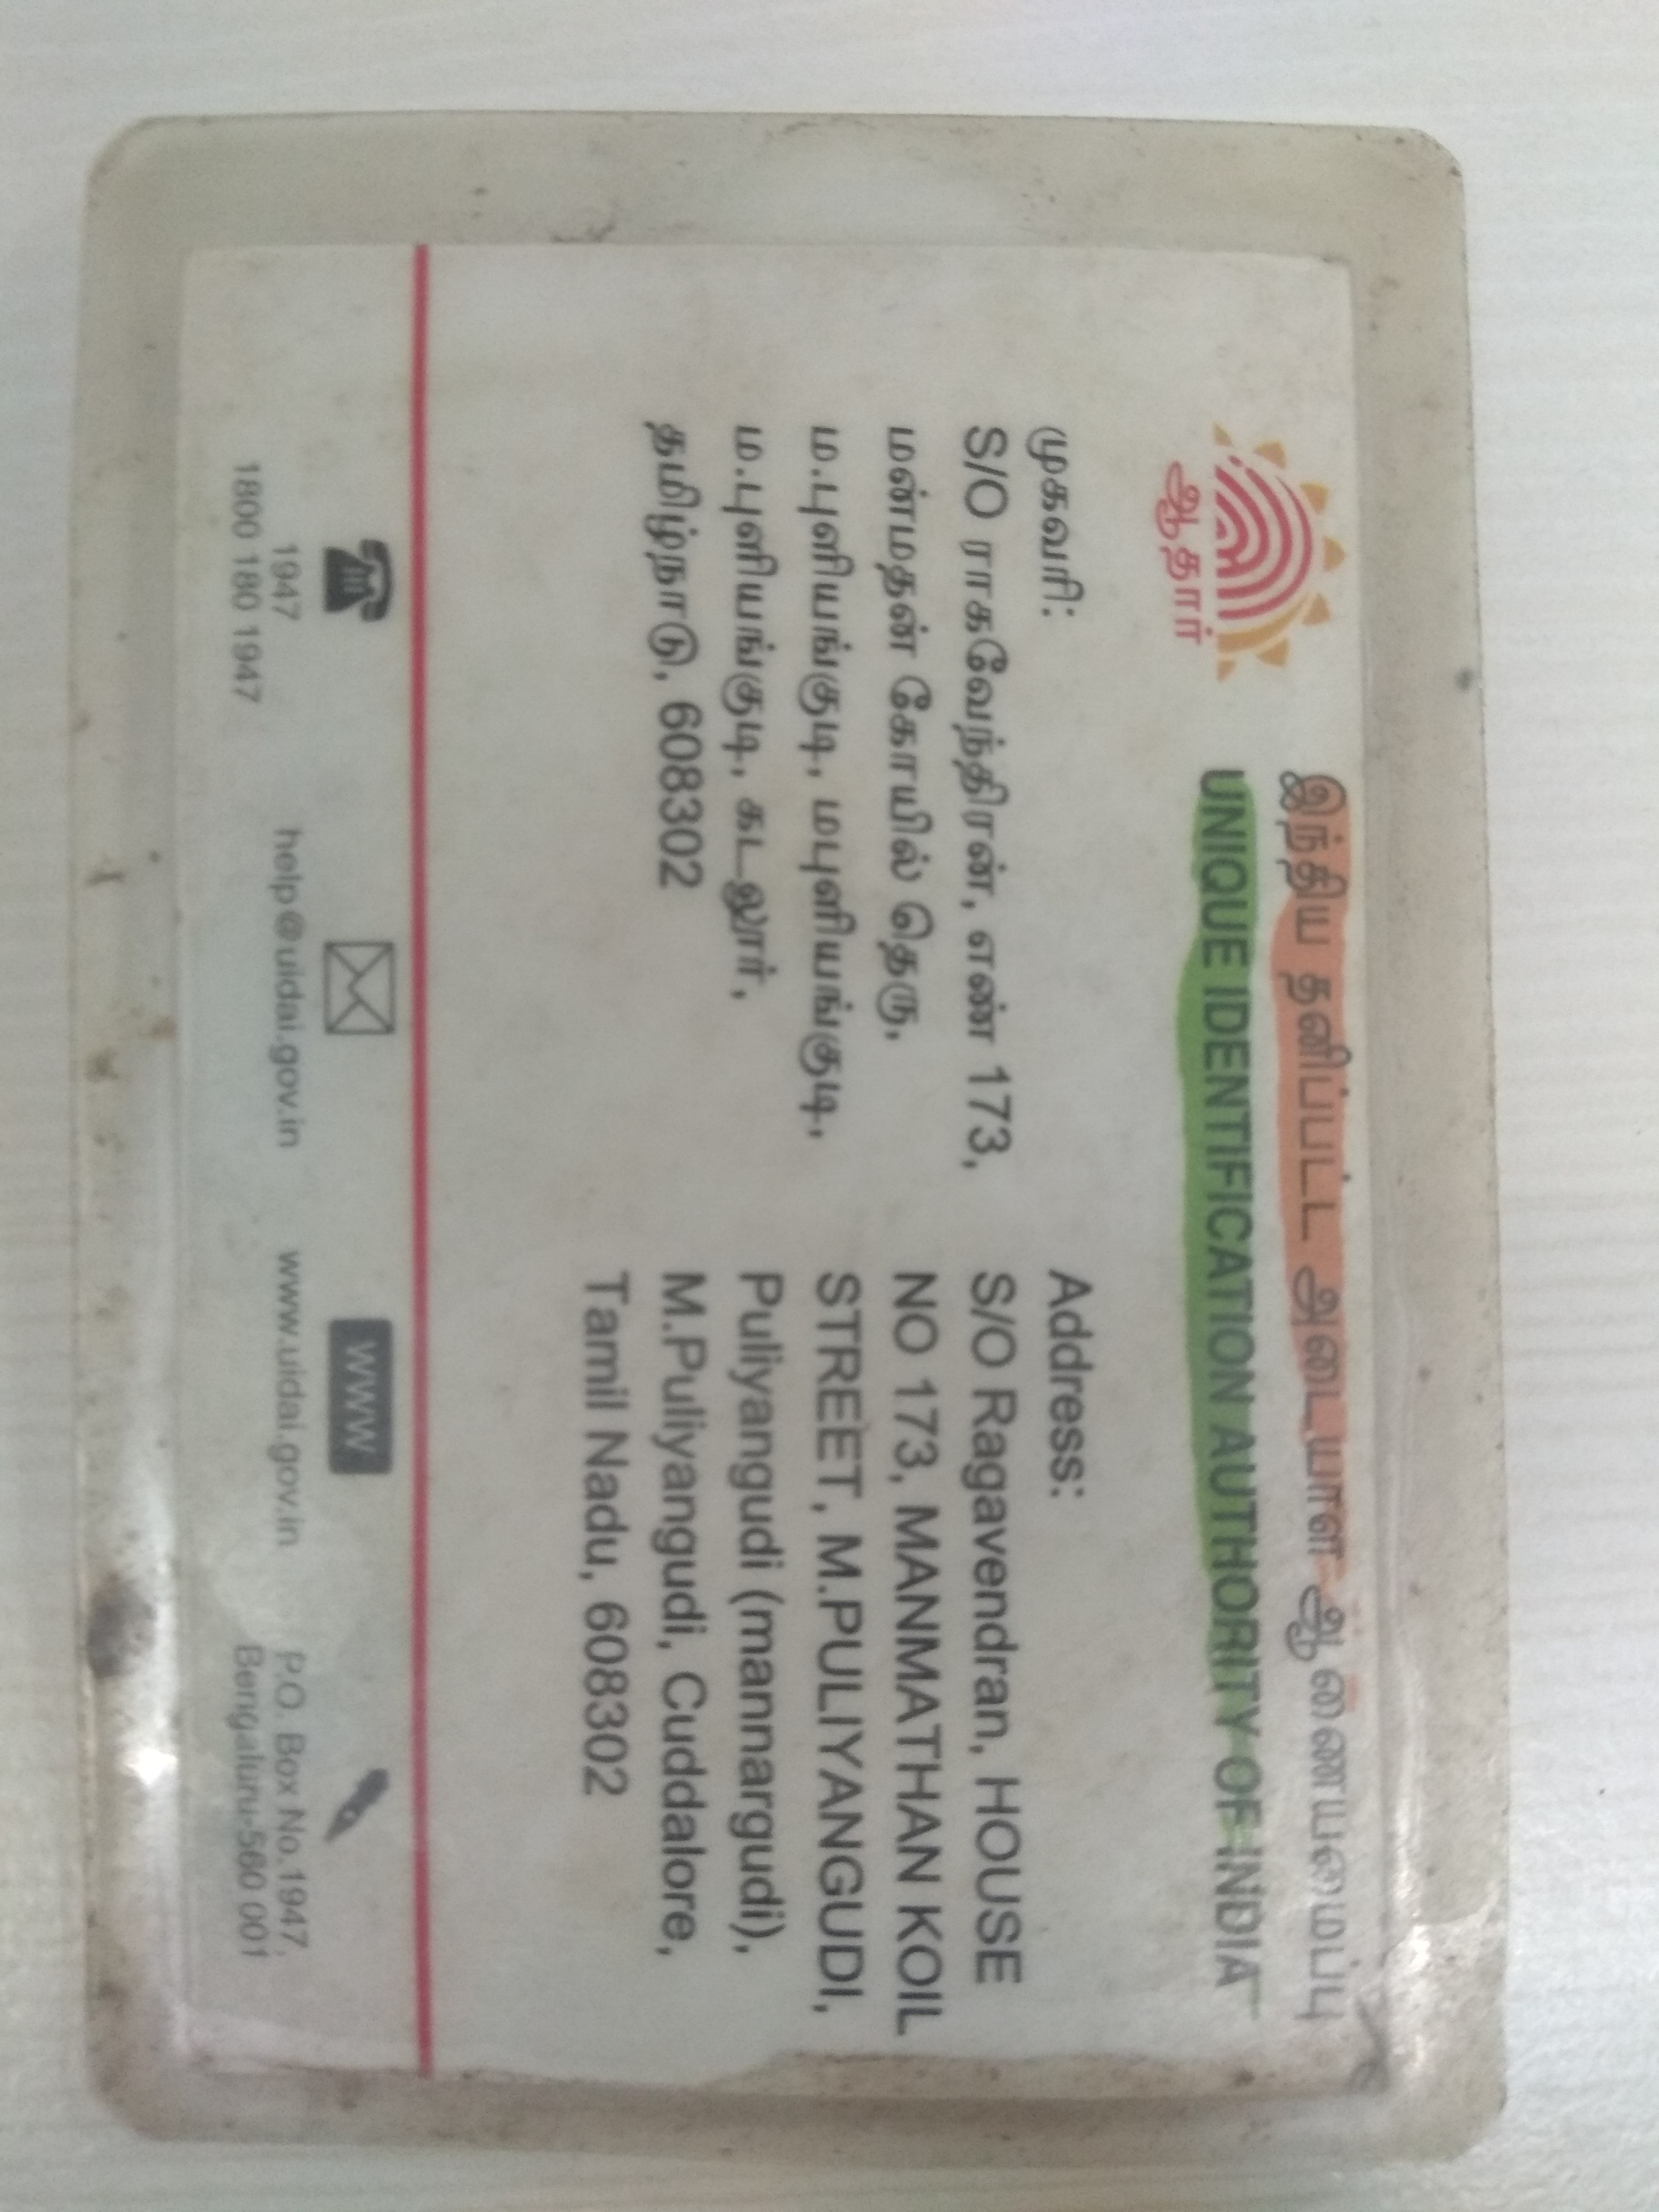 இந்திய தனிப்பட்ட அடையாள ஆணையமைப்பு
UNIQUE IDENTIFICATION AUTHORITY OF INDIA
ஆதார்
முகவரி:
S/O ராகவேந்திரன், எண் 173,
மன்மதன் கோயில் தெரு,
ம.புளியங்குடி, மபுளியங்குடி,
ம.புளியங்குடி, கடலூர்,
தமிழ்நாடு, 608302
Address:
S/O Ragavendran, HOUSE
NO 173, MANMATHAN KOIL
STREET, M.PULIYANGUDI,
Puliyangudi (mannargudi),
M.Puliyangudi, Cuddalore,
Tamil Nadu, 608302
1947
1800 180 1947
help@uidai.gov.in
www
www.uidai.gov.in
P.O. Box No.1947,
Bengaluru-560 001